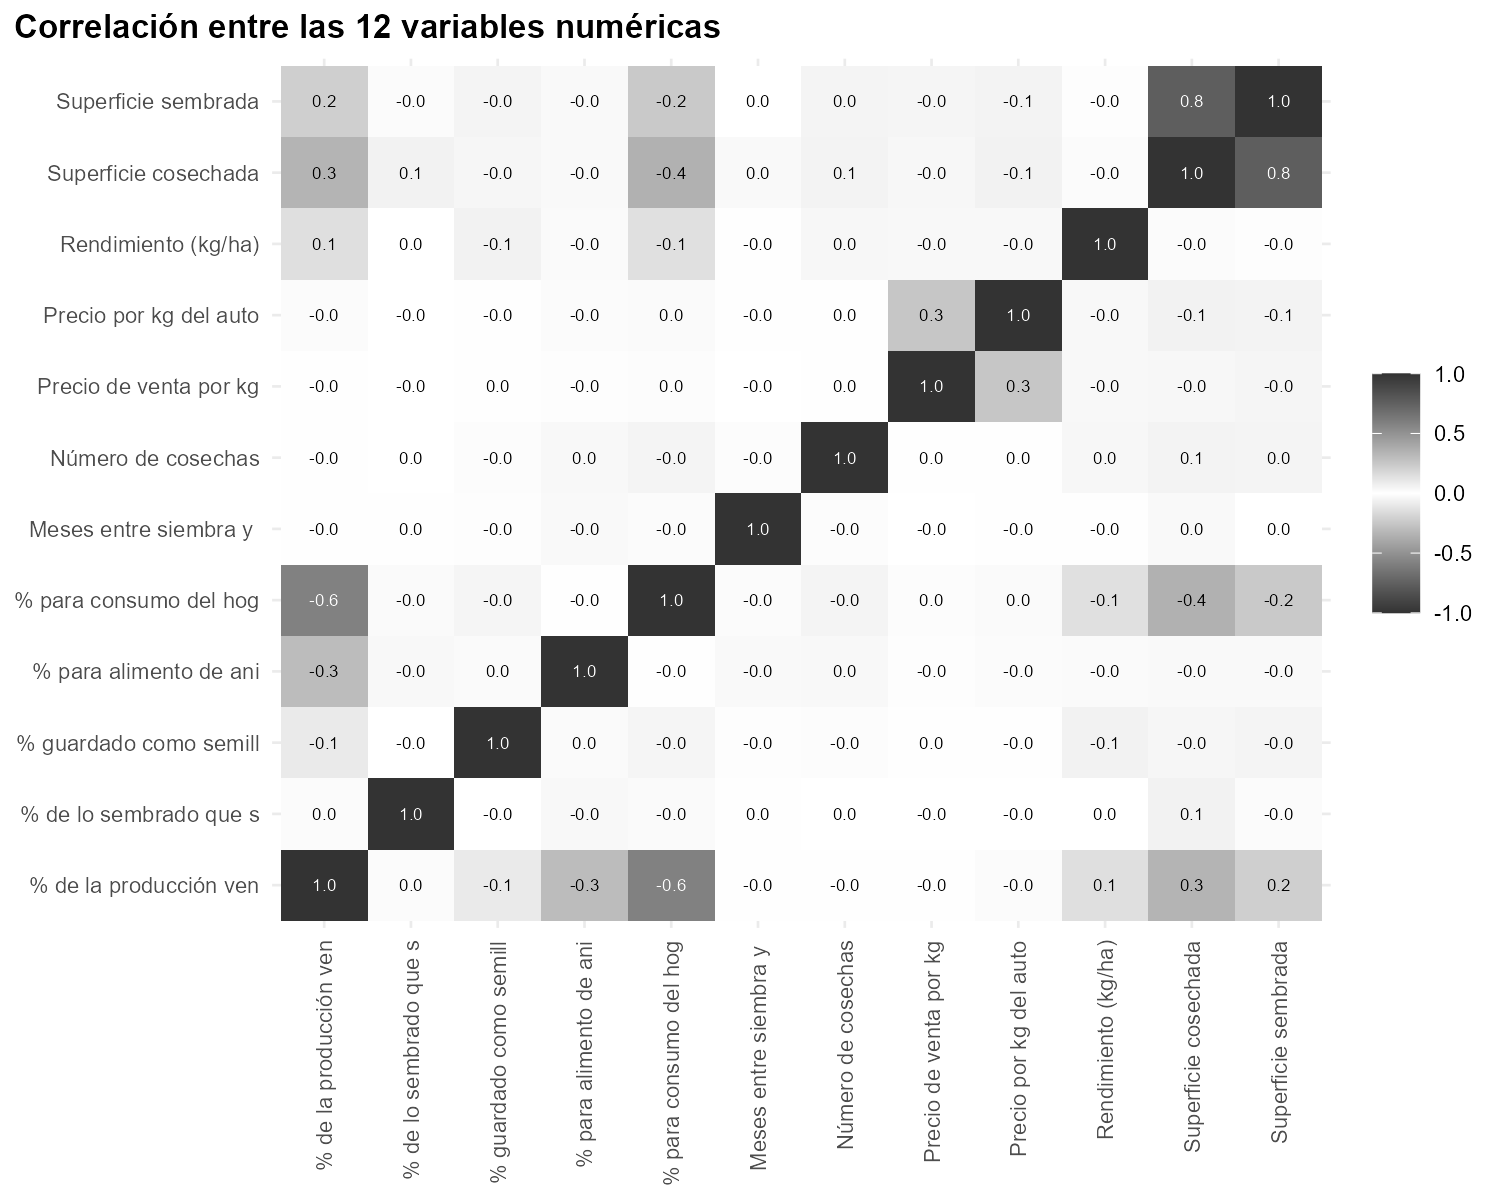 Correlación entre las 12 variables numéricas
Superficie sembrada 0.2 -0.0 -0.0 -0.0 -0.2 0.0 0.0 -0.0 -0.1 -0.0 0.8 1.0
Superficie cosechada 0.3 0.1 -0.0 -0.0 -0.4 0.0 0.1 -0.0 -0.1 -0.0 1.0 0.8
Rendimiento (kg/ha) 0.1 0.0 -0.1 -0.0 -0.1 -0.0 0.0 -0.0 -0.0 1.0 -0.0 -0.0
Precio por kg del auto -0.0 -0.0 -0.0 -0.0 0.0 -0.0 0.0 0.3 1.0 -0.0 -0.1 -0.1
Precio de venta por kg -0.0 -0.0 0.0 -0.0 0.0 -0.0 0.0 1.0 0.3 -0.0 -0.0 -0.0
Número de cosechas -0.0 0.0 -0.0 0.0 -0.0 -0.0 1.0 0.0 0.0 0.0 0.1 0.0
Meses entre siembra y -0.0 0.0 -0.0 -0.0 -0.0 1.0 -0.0 -0.0 -0.0 -0.0 0.0 0.0
% para consumo del hog -0.6 -0.0 -0.0 -0.0 1.0 -0.0 -0.0 0.0 0.0 -0.1 -0.4 -0.2
% para alimento de ani -0.3 -0.0 0.0 1.0 -0.0 -0.0 0.0 -0.0 -0.0 -0.0 -0.0 -0.0
% guardado como semill -0.1 -0.0 1.0 0.0 -0.0 -0.0 -0.0 0.0 -0.0 -0.1 -0.0 -0.0
% de lo sembrado que s 0.0 1.0 -0.0 -0.0 -0.0 0.0 0.0 -0.0 -0.0 0.0 0.1 -0.0
% de la producción ven 1.0 0.0 -0.1 -0.3 -0.6 -0.0 -0.0 -0.0 -0.0 0.1 0.3 0.2
% de la producción ven
% de lo sembrado que s
% guardado como semill
% para alimento de ani
% para consumo del hog
Meses entre siembra y
Número de cosechas
Precio de venta por kg
Precio por kg del auto
Rendimiento (kg/ha)
Superficie cosechada
Superficie sembrada
1.0
0.5
0.0
-0.5
-1.0